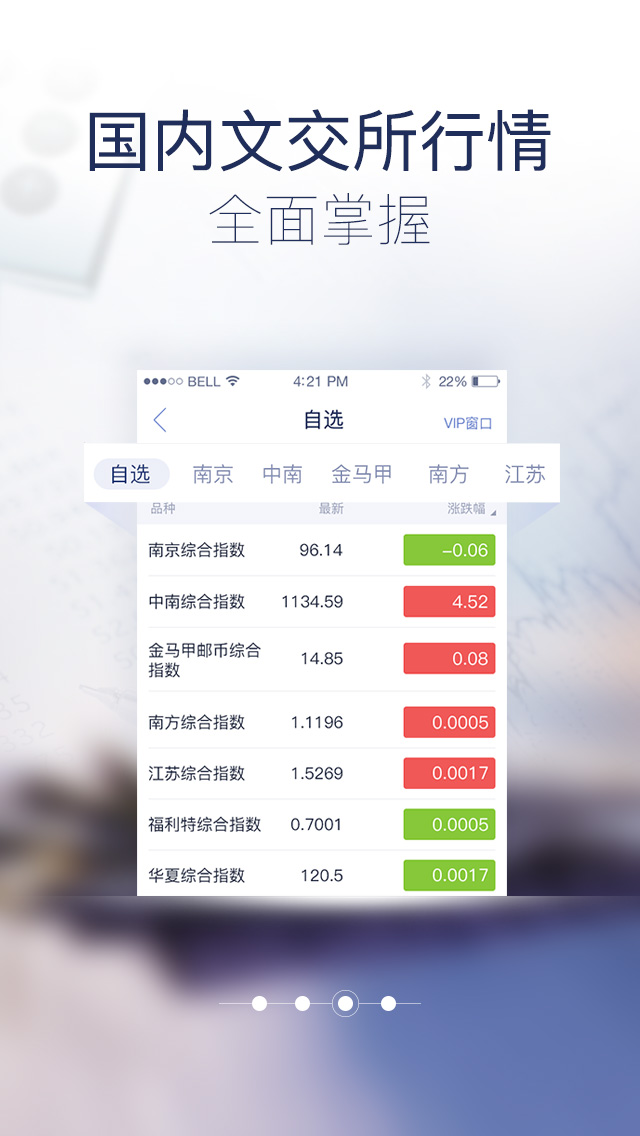 国内文交所行情
全面掌握
BELL 4:21 PM 22%
自选 VIP窗口
自选 南京 中南 金马甲 南方 江苏
品种 最新 涨跌幅
南京综合指数 96.14 -0.06
中南综合指数 1134.59 4.52
金马甲邮币综合
指数 14.85 0.08
南方综合指数 1.1196 0.0005
江苏综合指数 1.5269 0.0017
福利特综合指数 0.7001 0.0005
华夏综合指数 120.5 0.0017